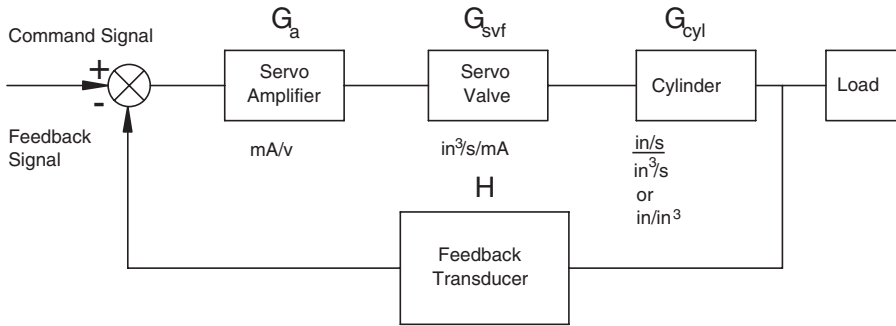 G_a
G_svf
G_cyl
Command Signal
+
-
Servo
Amplifier
Servo
Valve
Cylinder
Load
Feedback
Signal
mA/v
in³/s/mA
in/s
in³/s
or
in/in³
H
Feedback
Transducer